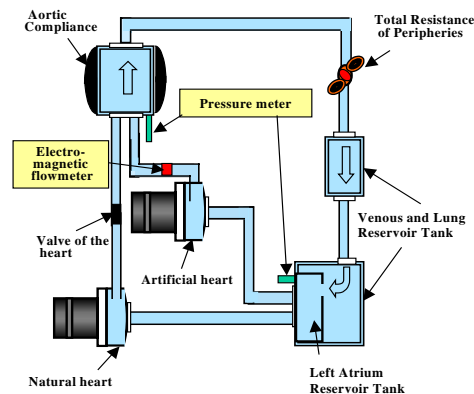 Aortic
Compliance
Total Resistance
of Peripheries
Pressure meter
Electro-
magnetic
flowmeter
Valve of the
heart
Artificial heart
Venous and Lung
Reservoir Tank
Natural heart
Left Atrium
Reservoir Tank